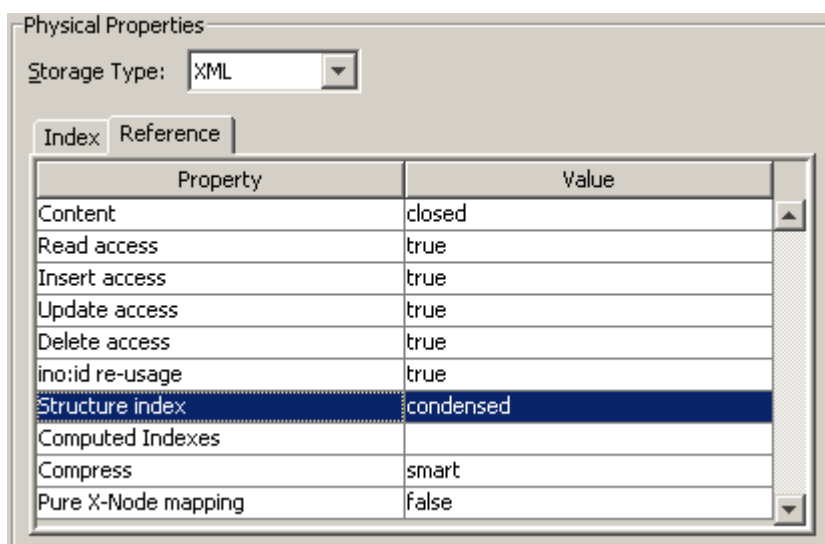 Physical Properties
Storage Type: XML
Index Reference
Property Value
Content closed
Read access true
Insert access true
Update access true
Delete access true
ino:id re-usage true
Structure index condensed
Computed Indexes
Compress smart
Pure X-Node mapping false